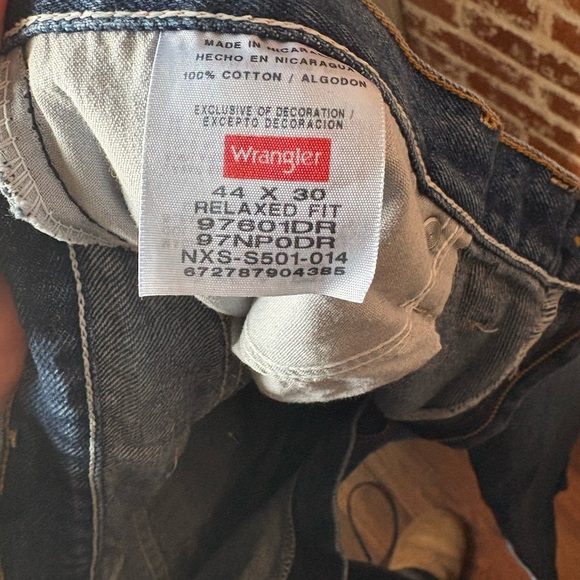 MADE IN NICARAGUA
HECHO EN NICARAGUA
100% COTTON / ALGODON
EXCLUSIVE OF DECORATION /
EXCEPTO DECORACION
Wrangler
44 X 30
RELAXED FIT
97601DR
97NP0DR
NXS-S501-014
672787904385